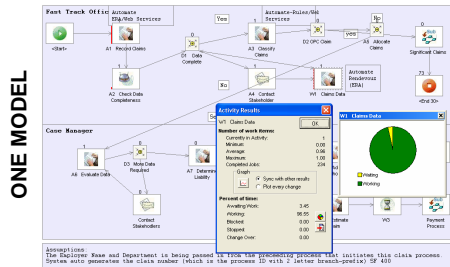 ONE MODEL
Fast Track Offic
Automate
ERA/Web Services
Yes
Automate-Rules/Web
Services
No
yes
<Start>
A1 Record Claims
D1 Data
Complete
A3 Classify
Claims
D2 OPC Claim
A5 Allocate
Claims
Significant Claims
A2 Check Data
Completeness
No
A4 Contact
Stakeholder
W1 Claims Data
Automate
Rendezvous
(ERA)
73
<End 30>
Case Manager
A6 Evaluate Data
D3 More Data
Required
A7 Determine
Liability
Contact
Stakeholders
Activity Results
W1 Claims Data
OK
Number of work items:
Currently in Activity: 1
Minimum: 0.00
Average: 0.96
Maximum: 1.00
Completed Jobs: 234
Graph
Sync with other results
Plot every change
Percent of time:
Awaiting Work: 3.45
Working: 96.55
Blocked: 0.00
Stopped: 0.00
Change Over: 0.00
W1 Claims Data
Waiting
Working
Claim
W3
Payment
Process
Assumptions:
The Employer Name and Department is being passed in from the preceeding process that initiates this claim process.
System auto generates the claim number (which is the process ID with 2 letter branch-prefix) SF 400